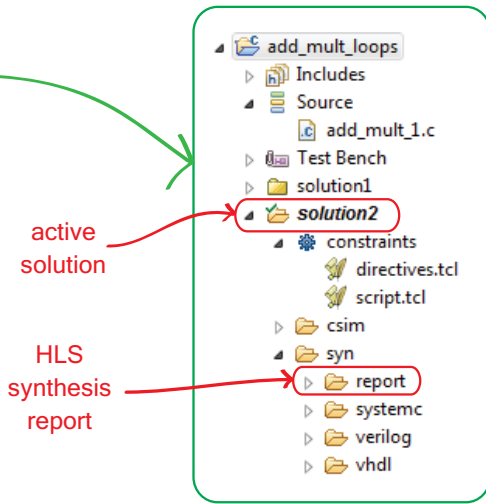 add_mult_loops
Includes
Source
add_mult_1.c
Test Bench
solution1
solution2
constraints
directives.tcl
script.tcl
csim
syn
report
systemc
verilog
vhdl
active
solution
HLS
synthesis
report